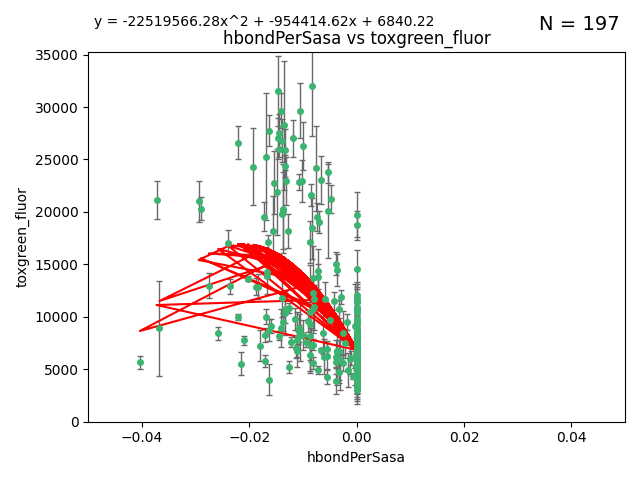 y = -22519566.28x^2 + -954414.62x + 6840.22
N = 197
hbondPerSasa vs toxgreen_fluor
35000
30000
25000
20000
15000
10000
5000
0
toxgreen_fluor
−0.04
−0.02
0.00
0.02
0.04
hbondPerSasa